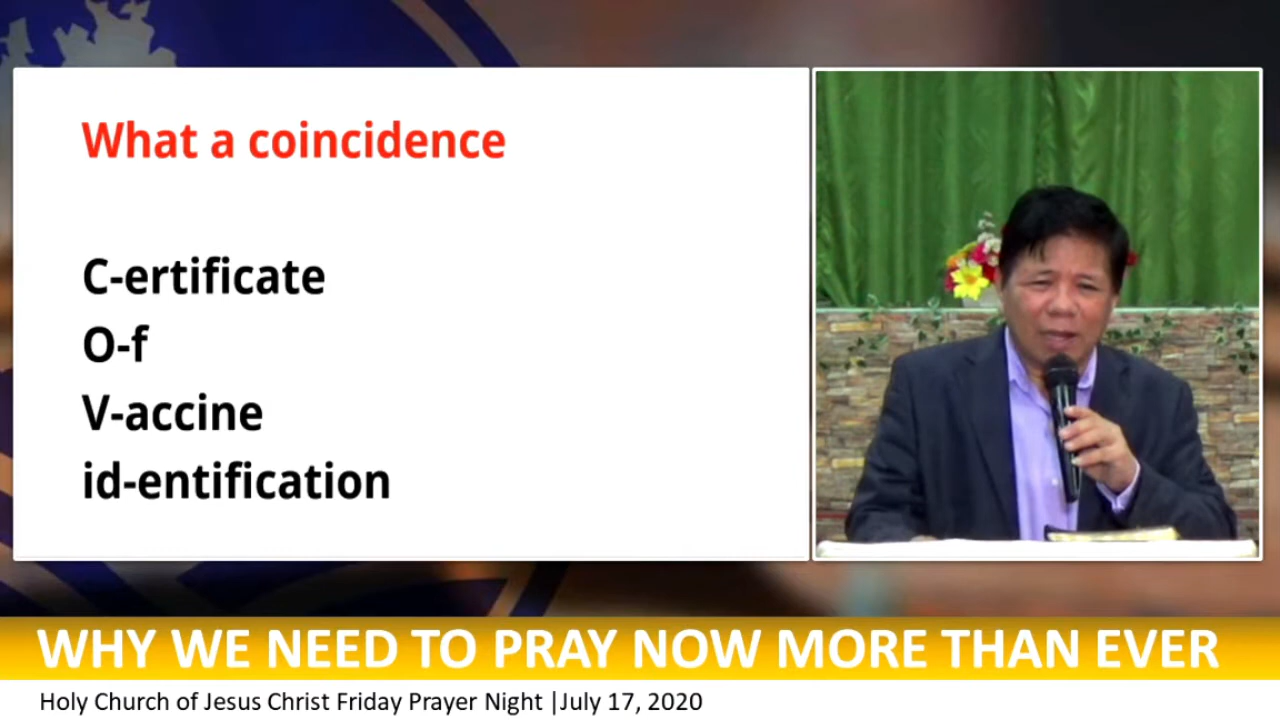 What a coincidence
C-ertificate
O-f
V-accine
id-entification
WHY WE NEED TO PRAY NOW MORE THAN EVER
Holy Church of Jesus Christ Friday Prayer Night |July 17, 2020